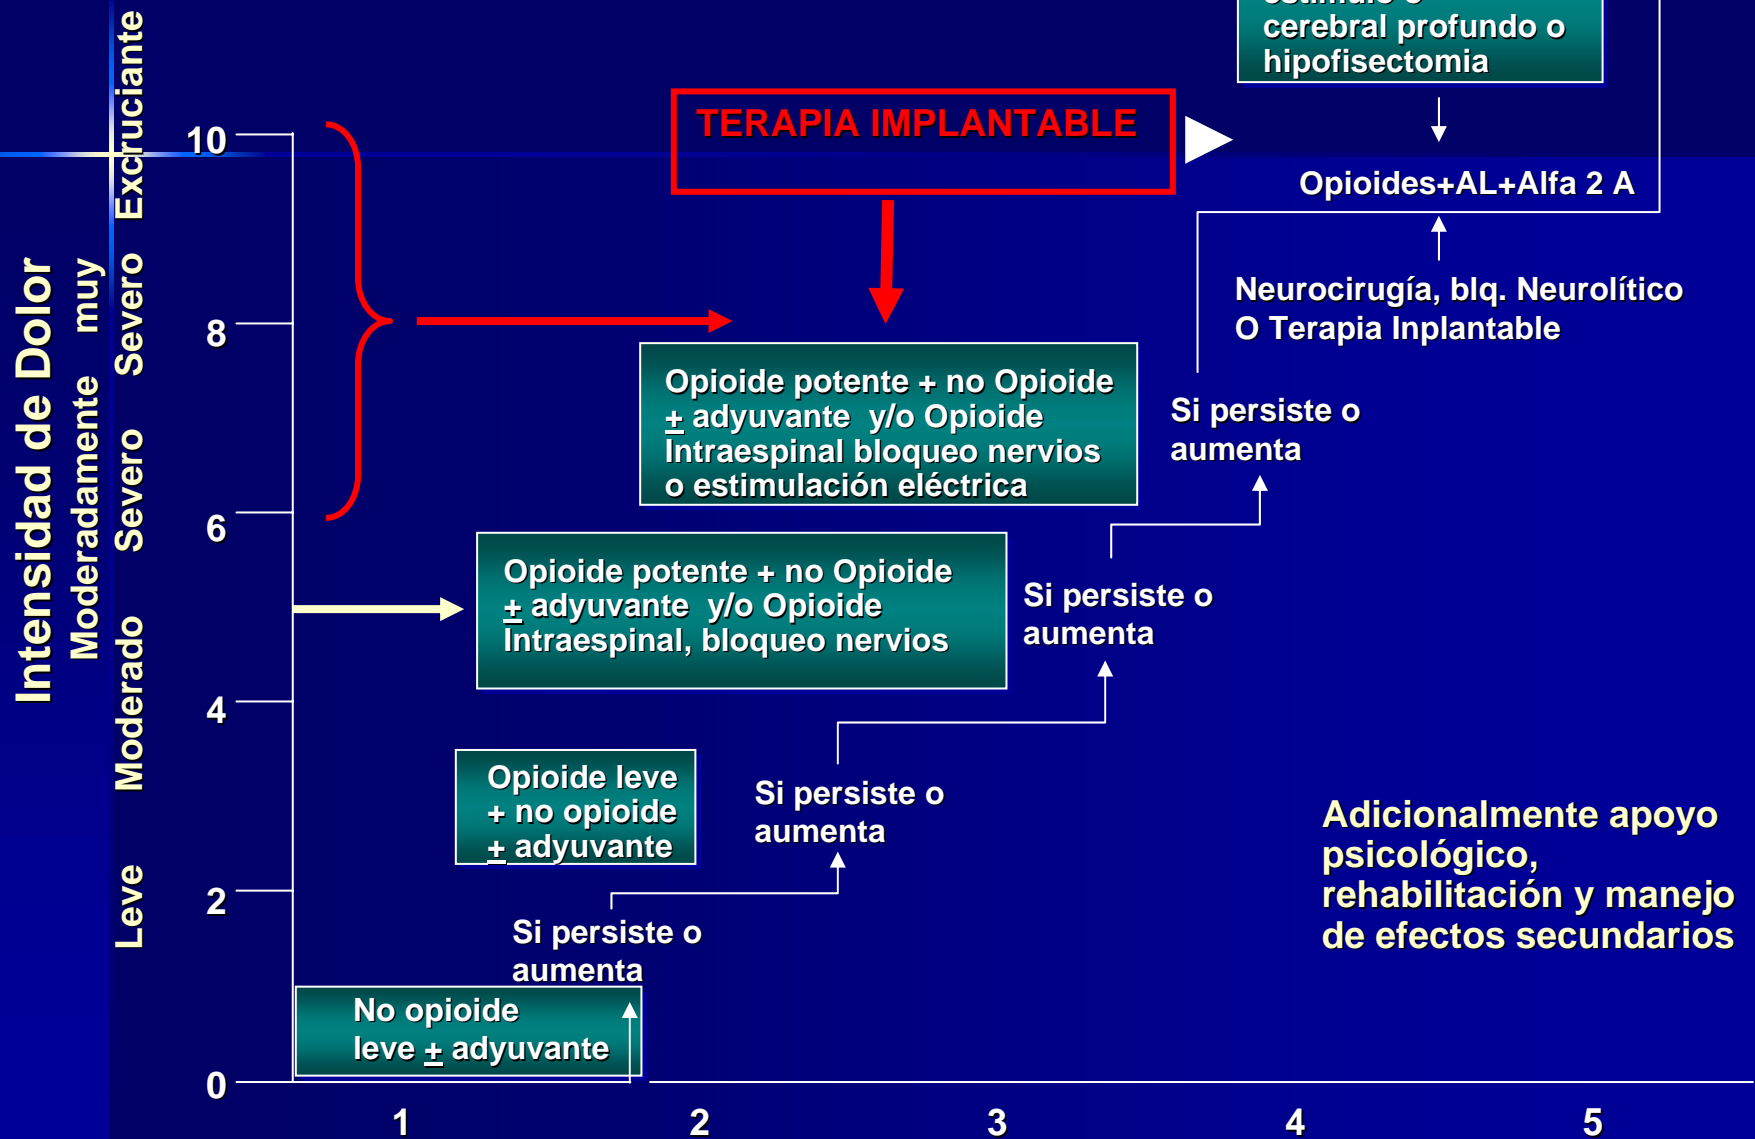 estímulo o
cerebral profundo o
hipofisectomia
TERAPIA IMPLANTABLE
Opioides+AL+Alfa 2 A
Neurocirugía, blq. Neurolítico
O Terapia Inplantable
Si persiste o
aumenta
Opioide potente + no Opioide
± adyuvante y/o Opioide
Intraespinal bloqueo nervios
o estimulación eléctrica
Si persiste o
aumenta
Opioide potente + no Opioide
± adyuvante y/o Opioide
Intraespinal, bloqueo nervios
Si persiste o
aumenta
Opioide leve
+ no opioide
± adyuvante
Si persiste o
aumenta
No opioide
leve ± adyuvante
Adicionalmente apoyo
psicológico,
rehabilitación y manejo
de efectos secundarios
Intensidad de Dolor
Moderadamente muy
Leve Moderado Severo Severo Excruciante
10
8
6
4
2
0
1 2 3 4 5